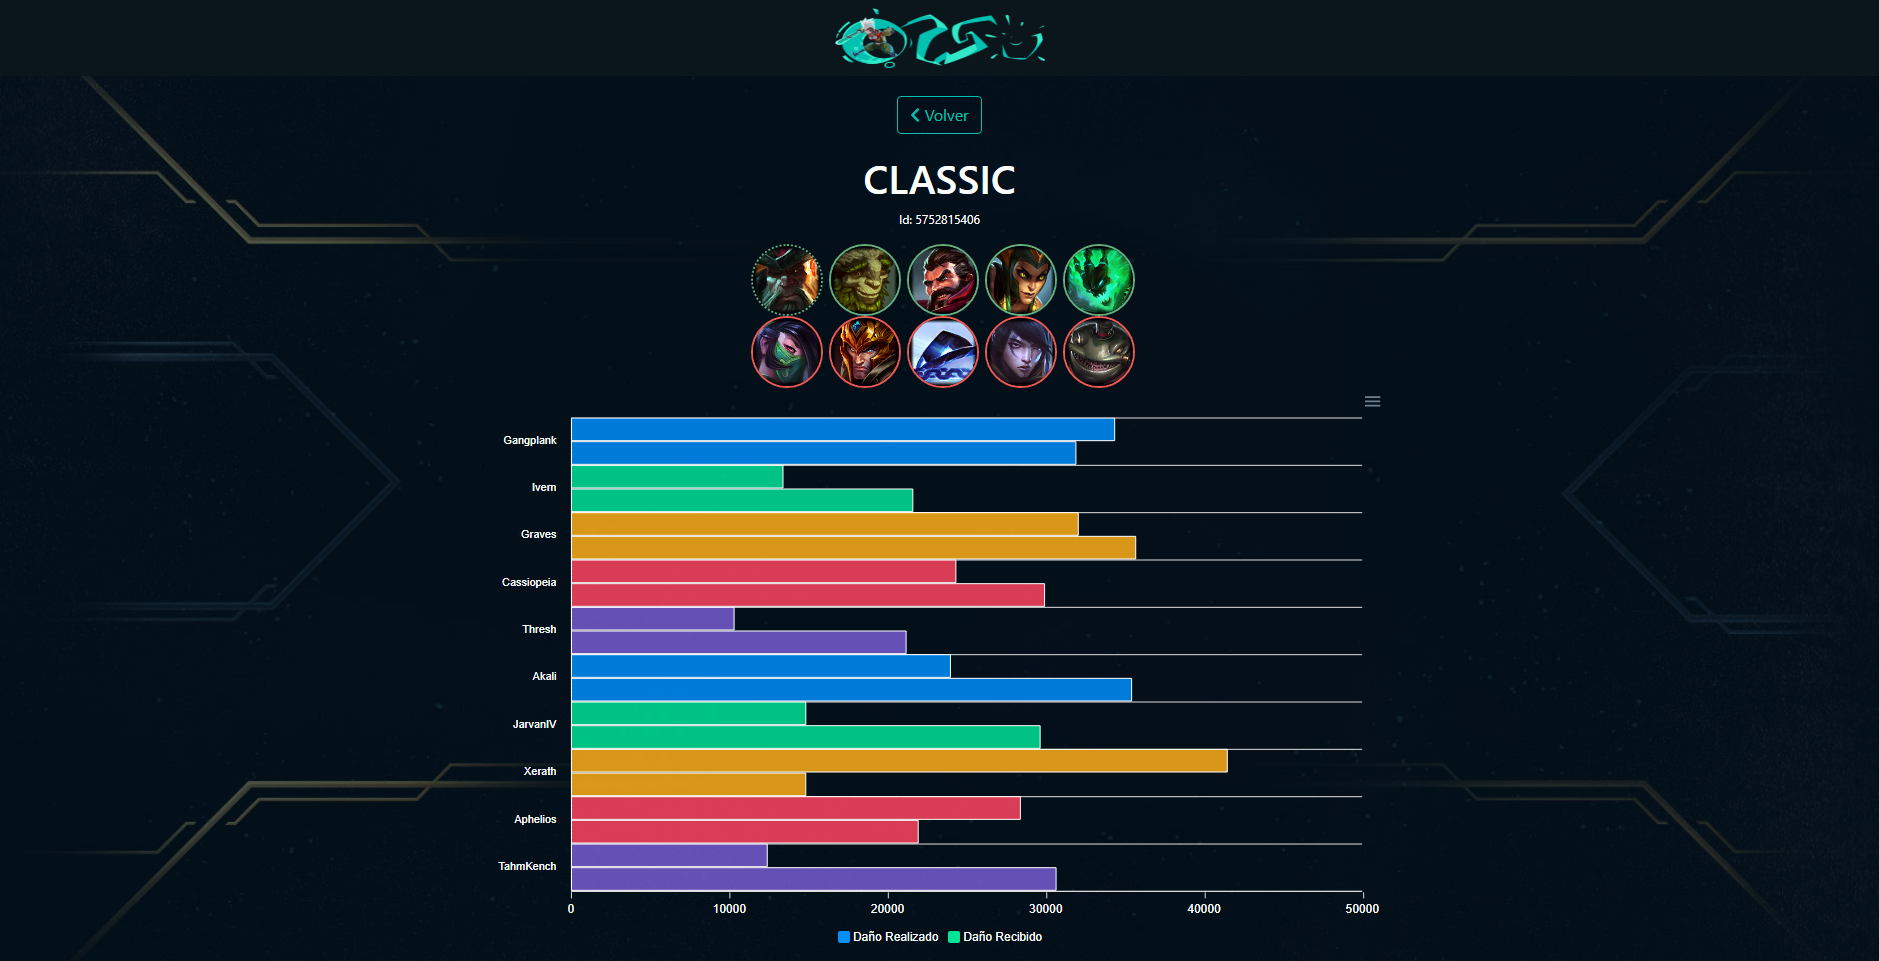 Volver
CLASSIC
Id: 5752815406
Gangplank
Ivern
Graves
Cassiopeia
Thresh
Akali
JarvanIV
Xerath
Aphelios
TahmKench
0 10000 20000 30000 40000 50000
Daño Realizado Daño Recibido